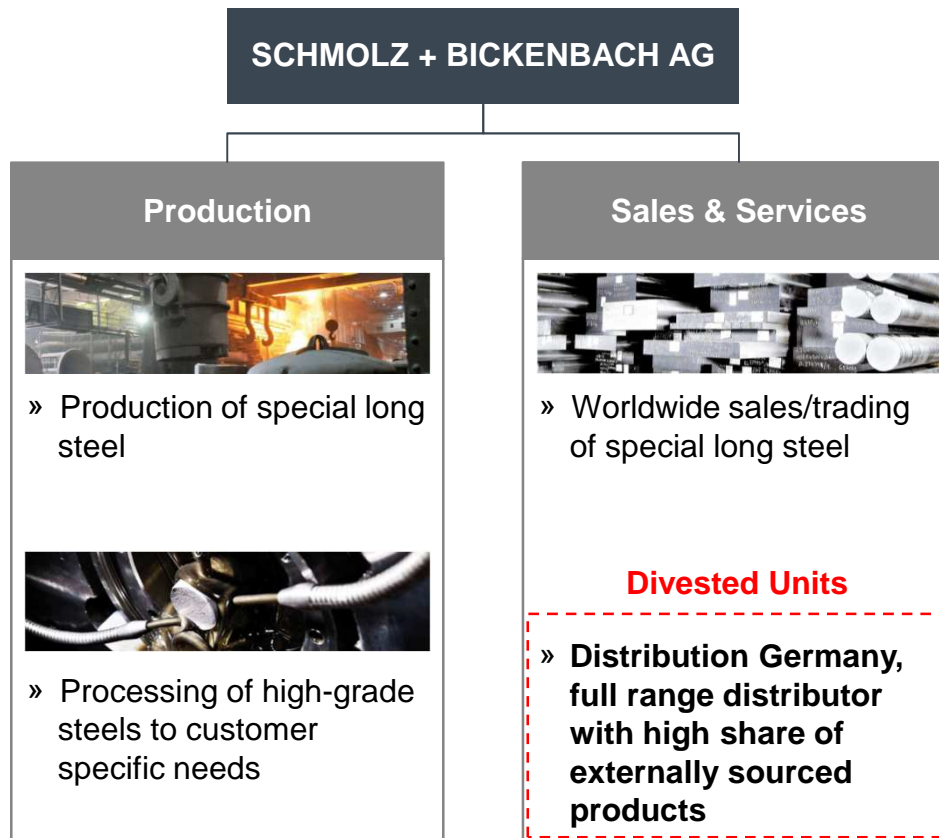 SCHMOLZ + BICKENBACH AG
Production
» Production of special long
steel
» Processing of high-grade
steels to customer
specific needs
Sales & Services
» Worldwide sales/trading
of special long steel
Divested Units
» Distribution Germany,
full range distributor
with high share of
externally sourced
products